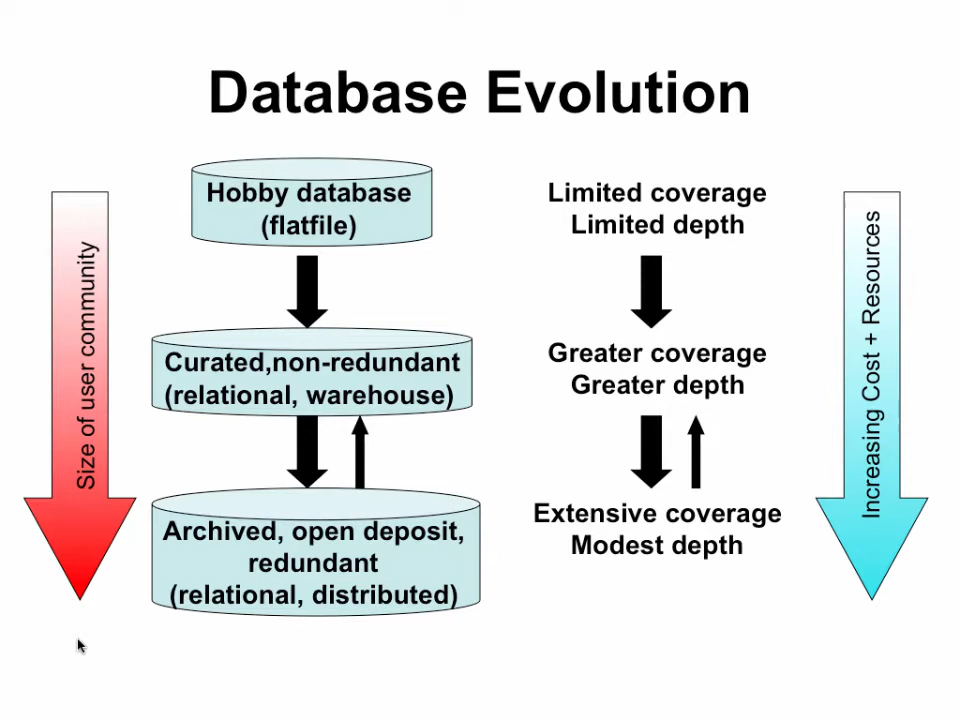 Database Evolution
Size of user community
Hobby database
(flatfile)
Curated,non-redundant
(relational, warehouse)
Archived, open deposit,
redundant
(relational, distributed)
Limited coverage
Limited depth
Greater coverage
Greater depth
Extensive coverage
Modest depth
Increasing Cost + Resources